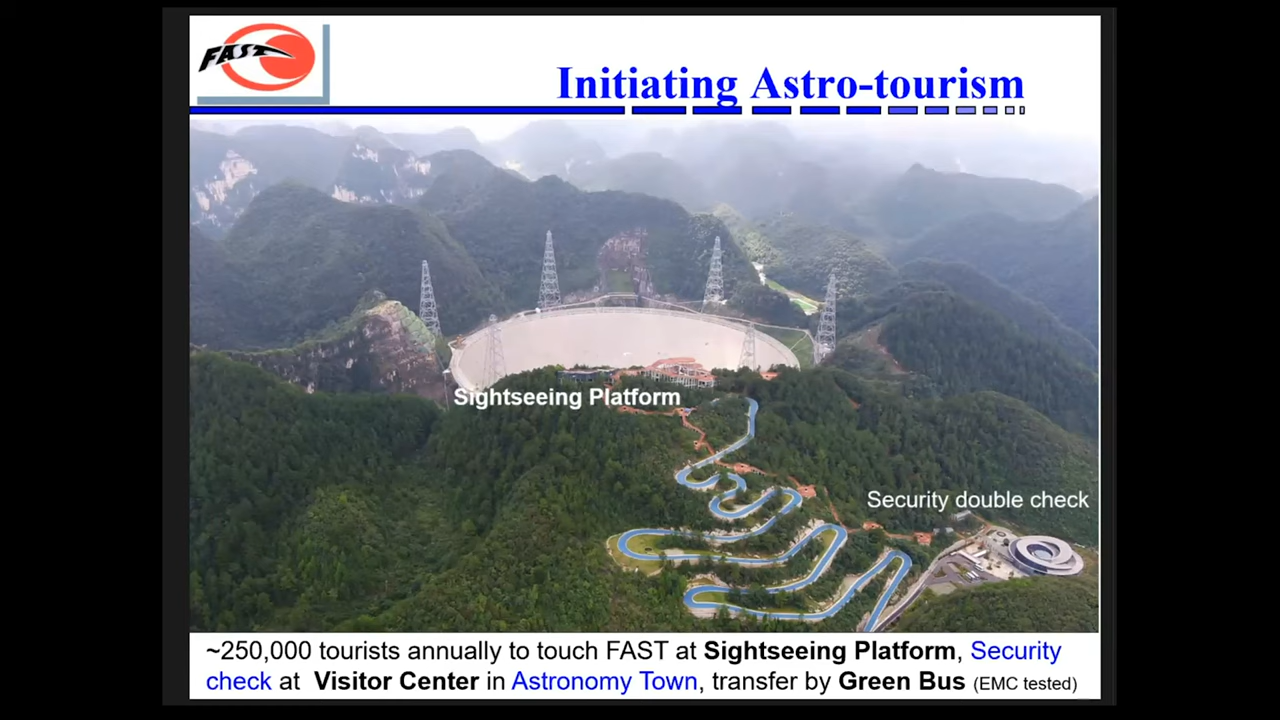 FAST
Initiating Astro-tourism
Sightseeing Platform
Security double check
~250,000 tourists annually to touch FAST at Sightseeing Platform, Security
check at Visitor Center in Astronomy Town, transfer by Green Bus (EMC tested)